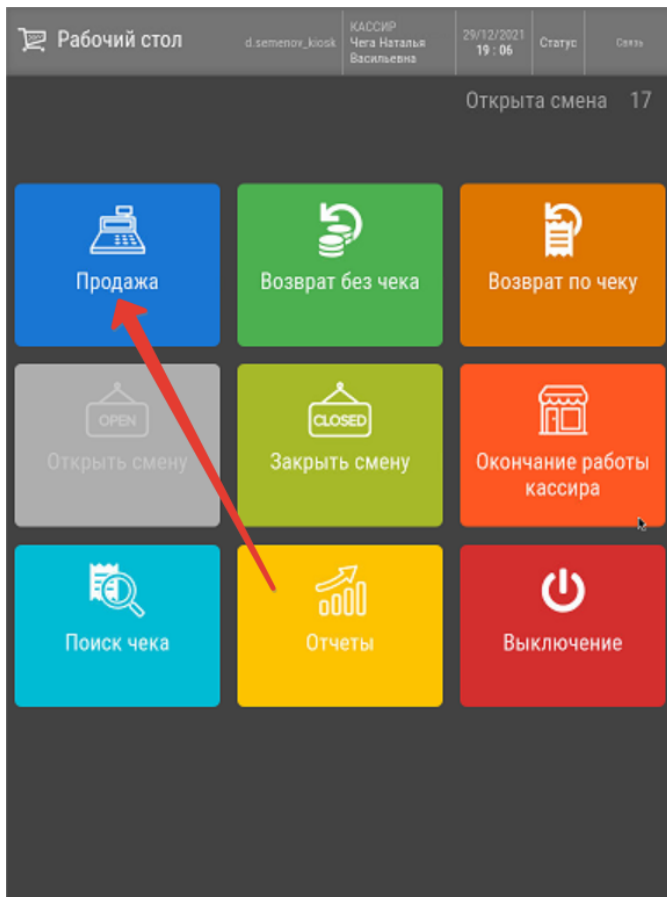 Рабочий стол
d.semenov_kiosk
КАССИР
Чега Наталья
Васильевна
29/12/2021
19 : 06
Статус
Связь
Открыта смена 17
Продажа
Возврат без чека
Возврат по чеку
OPEN
Открыть смену
CLOSED
Закрыть смену
Окончание работы
кассира
Поиск чека
Отчеты
Выключение